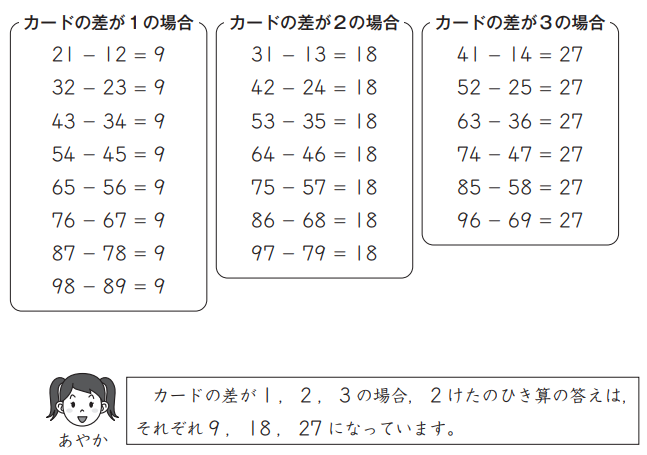 カードの差が1の場合
21 − 12 = 9
32 − 23 = 9
43 − 34 = 9
54 − 45 = 9
65 − 56 = 9
76 − 67 = 9
87 − 78 = 9
98 − 89 = 9
カードの差が2の場合
31 − 13 = 18
42 − 24 = 18
53 − 35 = 18
64 − 46 = 18
75 − 57 = 18
86 − 68 = 18
97 − 79 = 18
カードの差が3の場合
41 − 14 = 27
52 − 25 = 27
63 − 36 = 27
74 − 47 = 27
85 − 58 = 27
96 − 69 = 27
あやか
カードの差が1，2，3の場合，2けたのひき算の答えは，
それぞれ9，18，27になっています。